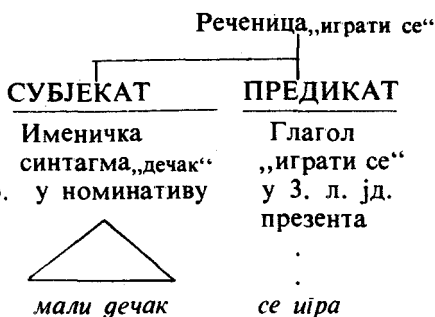 Реченица„играти се“
СУБЈЕКАТ
Именичка
синтагма„дечак“
у номинативу
мали дечак
ПРЕДИКАТ
Глагол
„играти се“
у 3. л. јд.
презента
.
.
се игра